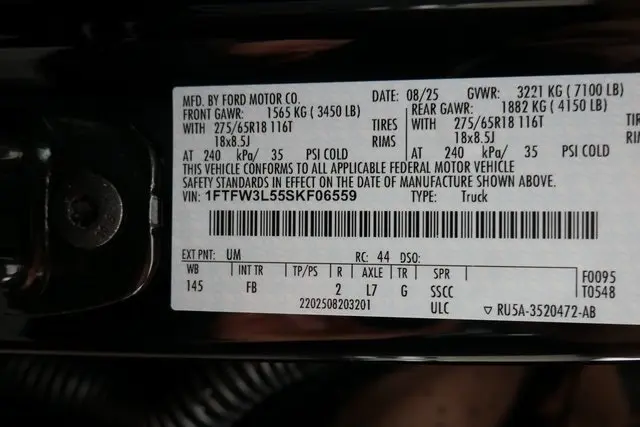 MFD. BY FORD MOTOR CO. DATE: 08/25 GVWR: 3221 KG ( 7100 LB)
FRONT GAWR: 1565 KG ( 3450 LB) REAR GAWR: 1882 KG ( 4150 LB)
WITH 275/65R18 116T TIRES WITH 275/65R18 116T TIRE
18x8.5J RIMS 18x8.5J RIM
AT 240 kPa/ 35 PSI COLD AT 240 kPa/ 35 PSI COLD
THIS VEHICLE CONFORMS TO ALL APPLICABLE FEDERAL MOTOR VEHICLE
SAFETY STANDARDS IN EFFECT ON THE DATE OF MANUFACTURE SHOWN ABOVE.
VIN: 1FTFW3L55SKF06559 TYPE: Truck
EXT PNT: UM RC: 44 DSO:
WB INT TR TP/PS R AXLE TR SPR F0095
145 FB 2 L7 G SSCC T0548
2202508203201 ULC ▽ RU5A-3520472-AB